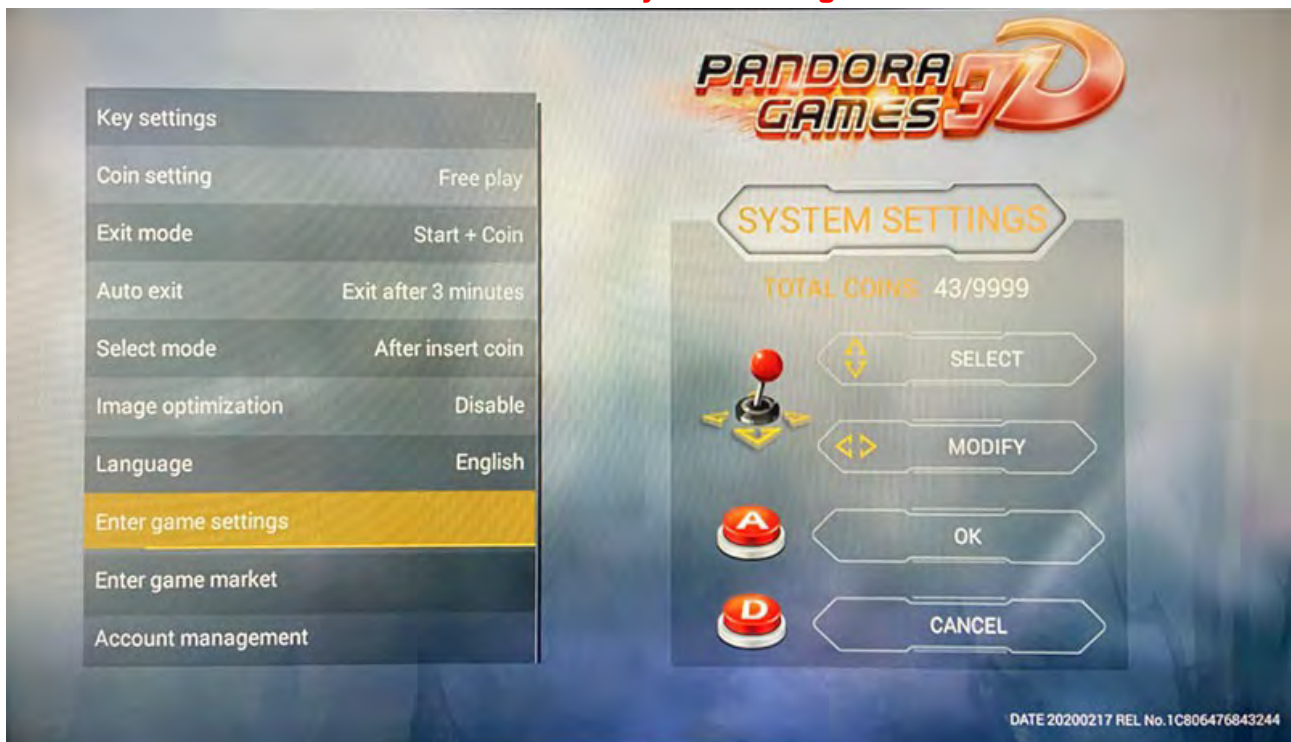 Key settings
Coin setting Free play
Exit mode Start + Coin
Auto exit Exit after 3 minutes
Select mode After insert coin
Image optimization Disable
Language English
Enter game settings
Enter game market
Account management
PANDORA
GAMES 3D
SYSTEM SETTINGS
TOTAL COINS: 43/9999
SELECT
MODIFY
A OK
D CANCEL
DATE 20200217 REL No.1C806476843244